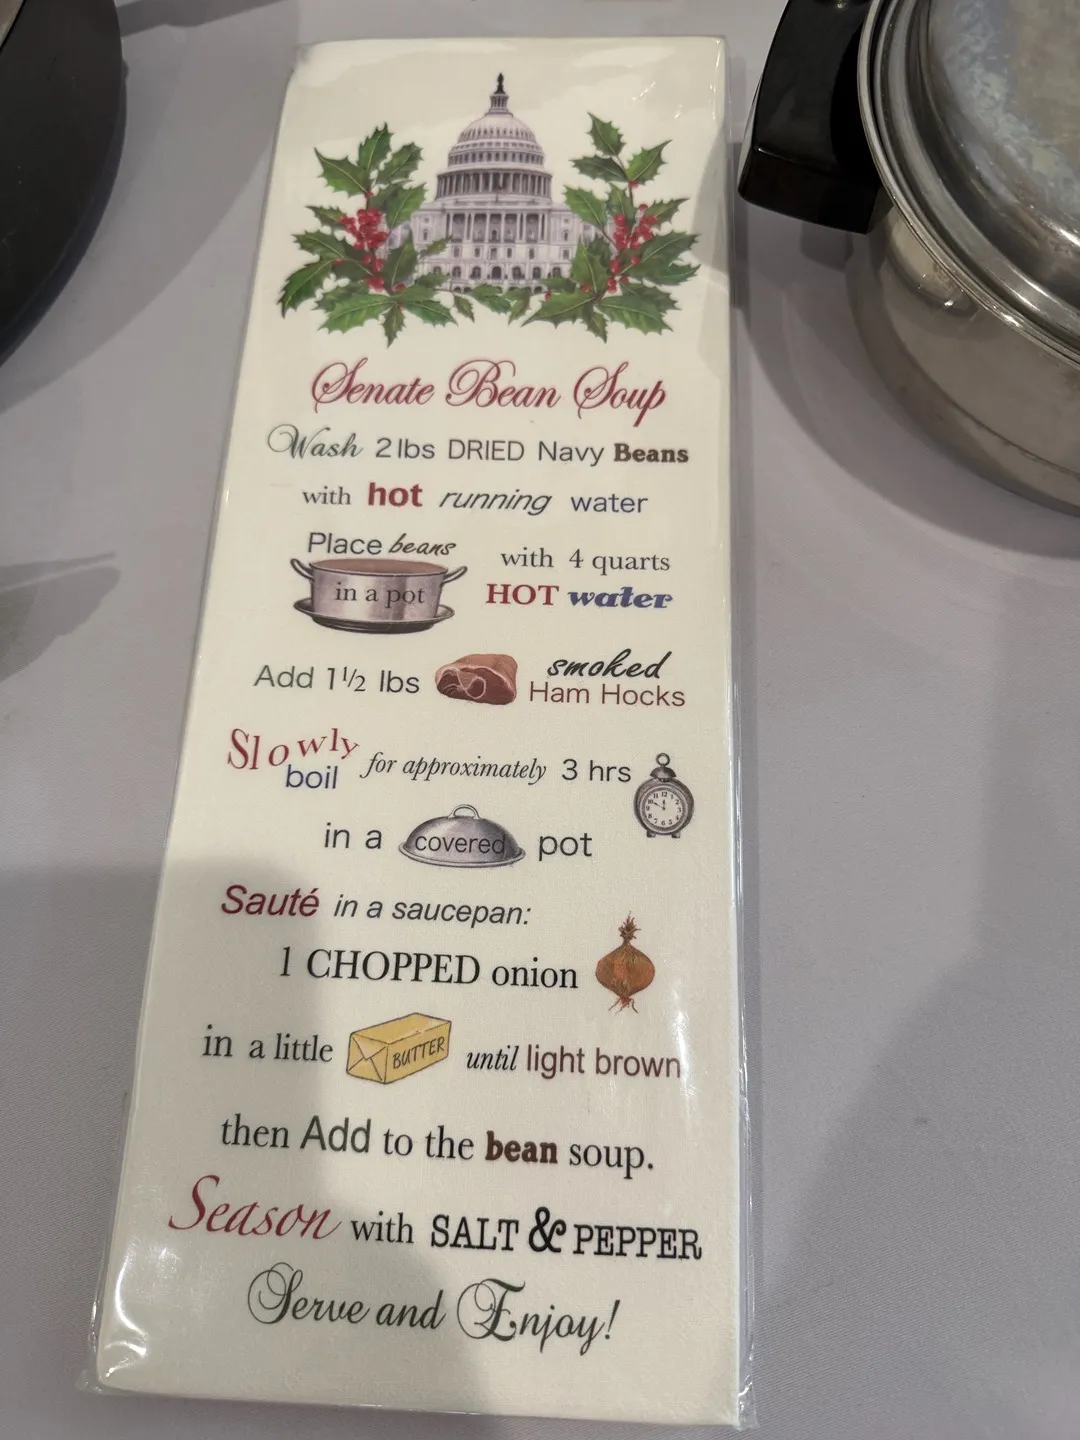 Senate Bean Soup
Wash 2 lbs DRIED Navy Beans
with hot running water
Place beans
in a pot
with 4 quarts
HOT water
Add 1 1/2 lbs
smoked
Ham Hocks
Slowly
boil
for approximately 3 hrs
in a covered pot
Sauté in a saucepan:
1 CHOPPED onion
in a little BUTTER until light brown
then Add to the bean soup.
Season with SALT & PEPPER
Serve and Enjoy!